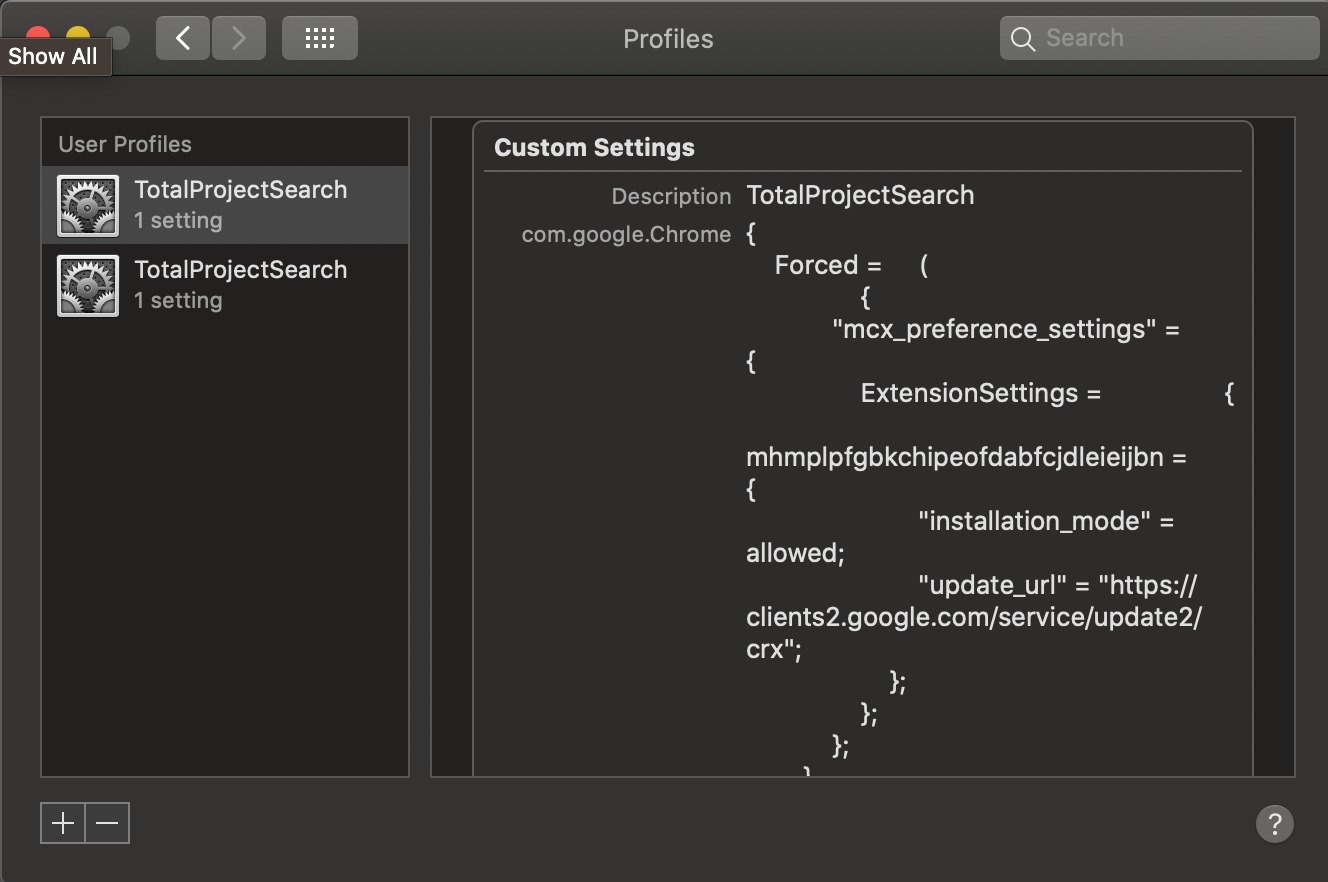 Profiles
Search
Show All
User Profiles
TotalProjectSearch
1 setting
TotalProjectSearch
1 setting
Custom Settings
Description TotalProjectSearch
com.google.Chrome {
Forced = (
{
"mcx_preference_settings" =
{
ExtensionSettings = {
mhmplpfgbkchipeofdabfcjdleieijbn =
{
"installation_mode" =
allowed;
"update_url" = "https://
clients2.google.com/service/update2/
crx";
};
};
};
}
?